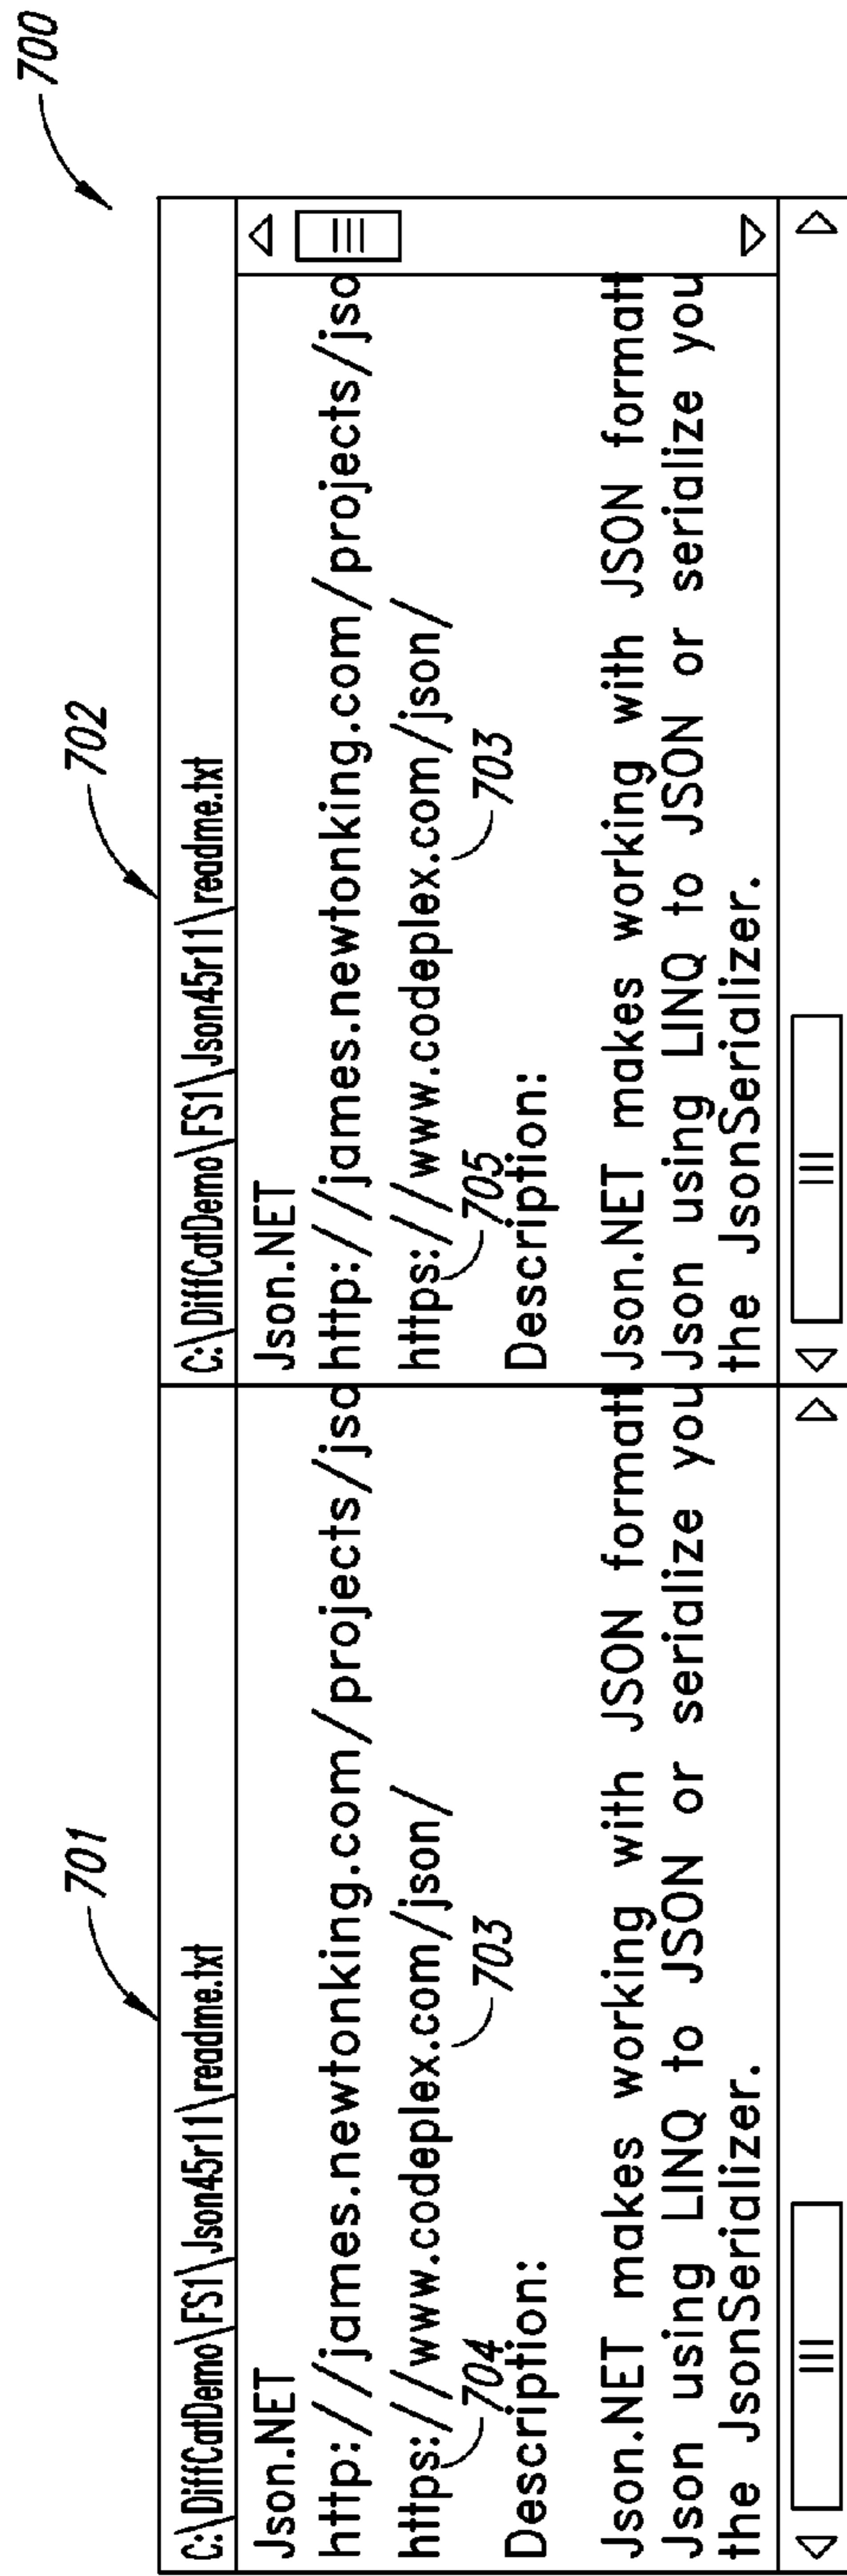 700
701
702
C:\DiffCatDemo\FS1\Json45r11\readme.txt
Json.NET
http://james.newtonking.com/projects/jso
https://www.codeplex.com/json/
704
703
Description:
Json.NET makes working with JSON formatt
Json using LINQ to JSON or serialize you
the JsonSerializer.
C:\DiffCatDemo\FS1\Json45r11\readme.txt
Json.NET
http://james.newtonking.com/projects/jso
https://www.codeplex.com/json/
705
703
Description:
Json.NET makes working with JSON formatt
Json using LINQ to JSON or serialize you
the JsonSerializer.